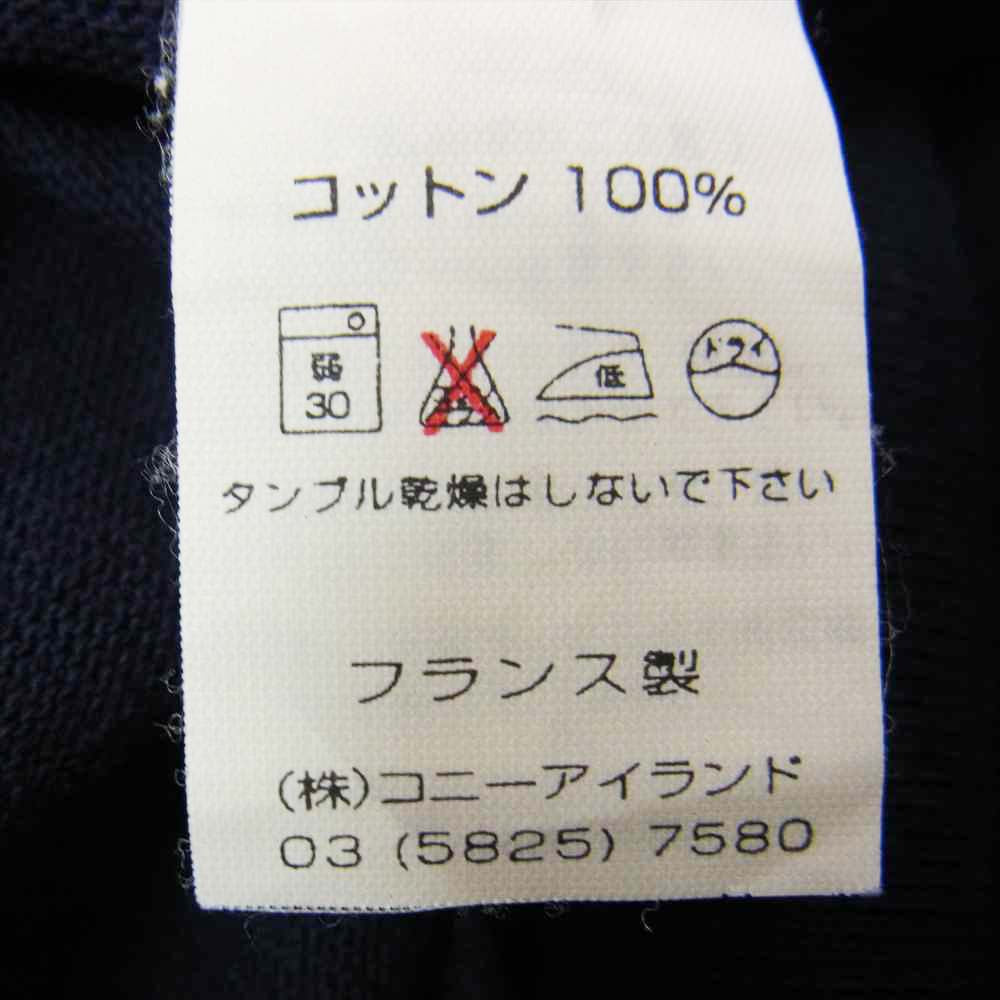 コットン 100%
弱 30 低 ドライ
タンブル乾燥はしないで下さい
フランス製
(株)コニーアイランド
03 (5825) 7580